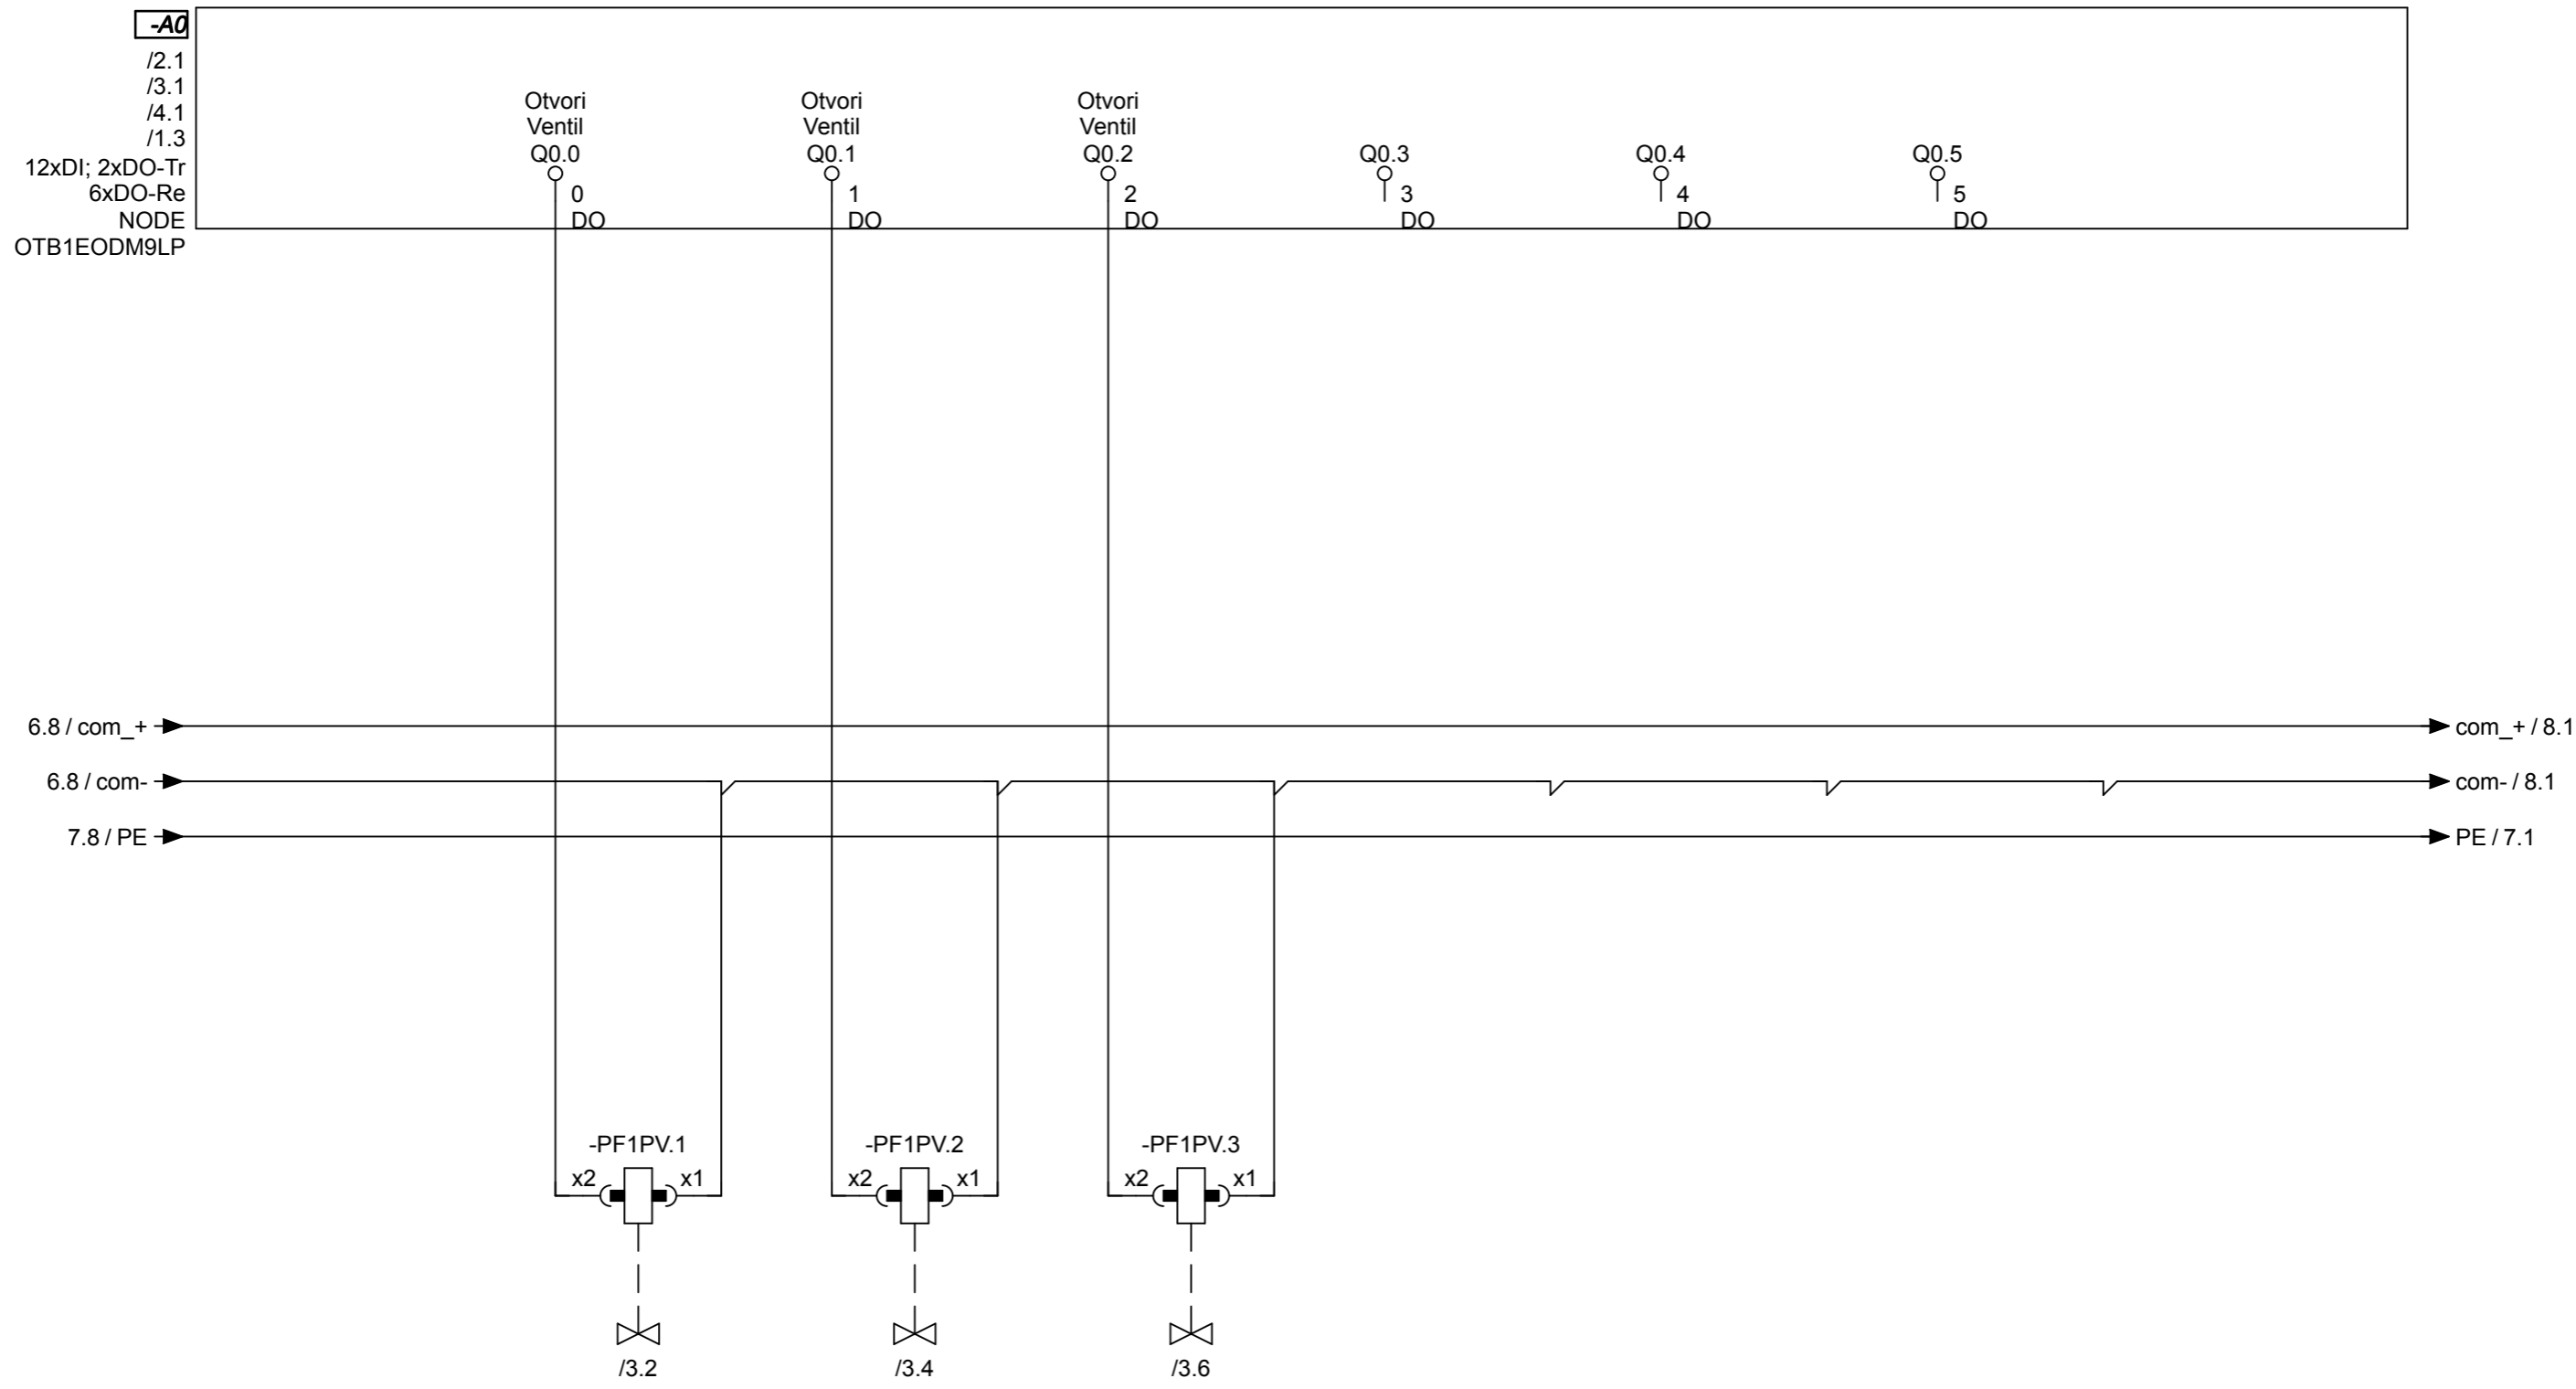 -A0
/2.1
/3.1
/4.1
/1.3
12xDI; 2xDO-Tr
6xDO-Re
NODE
OTB1EODM9LP
Otvori Otvori Otvori
Ventil Ventil Ventil
Q0.0 Q0.1 Q0.2 Q0.3 Q0.4 Q0.5
0 1 2 3 4 5
DO DO DO DO DO DO
6.8 / com_+ com_+ / 8.1
6.8 / com- com- / 8.1
7.8 / PE PE / 7.1
-PF1PV.1 -PF1PV.2 -PF1PV.3
x2 x1 x2 x1 x2 x1
/3.2 /3.4 /3.6